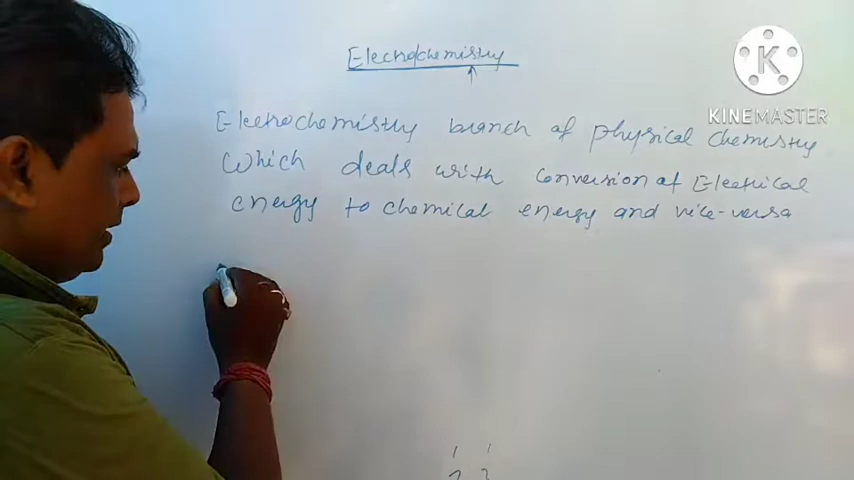 Electrochemistry
K
KINEMASTER
Electrochemistry branch of physical chemistry
which deals with conversion of Electrical
energy to chemical energy and vice-versa